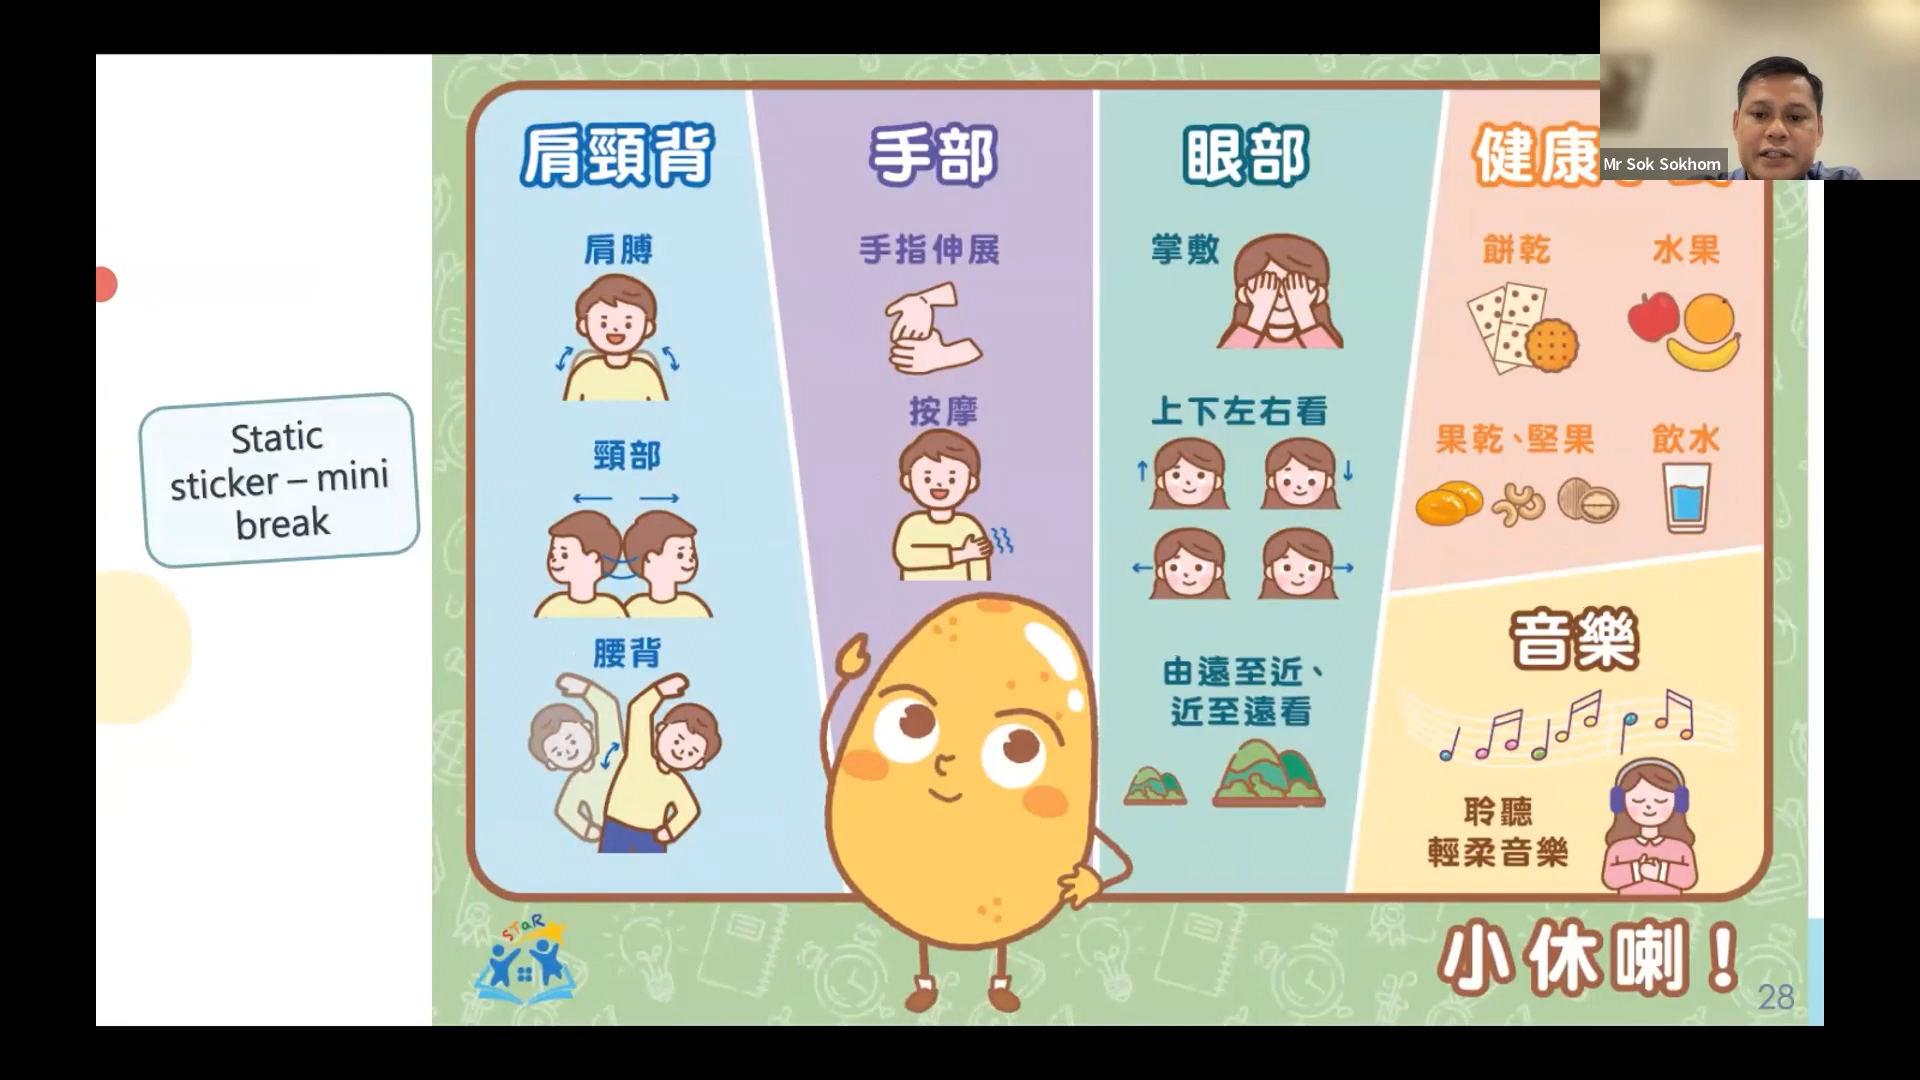 Static
sticker – mini
break
肩頸背
肩膊
頸部
腰背
手部
手指伸展
按摩
眼部
掌敷
上下左右看
由遠至近、
近至遠看
健康
餅乾
水果
果乾、堅果
飲水
音樂
聆聽
輕柔音樂
STaR
小休喇！
28
Mr Sok Sokhom